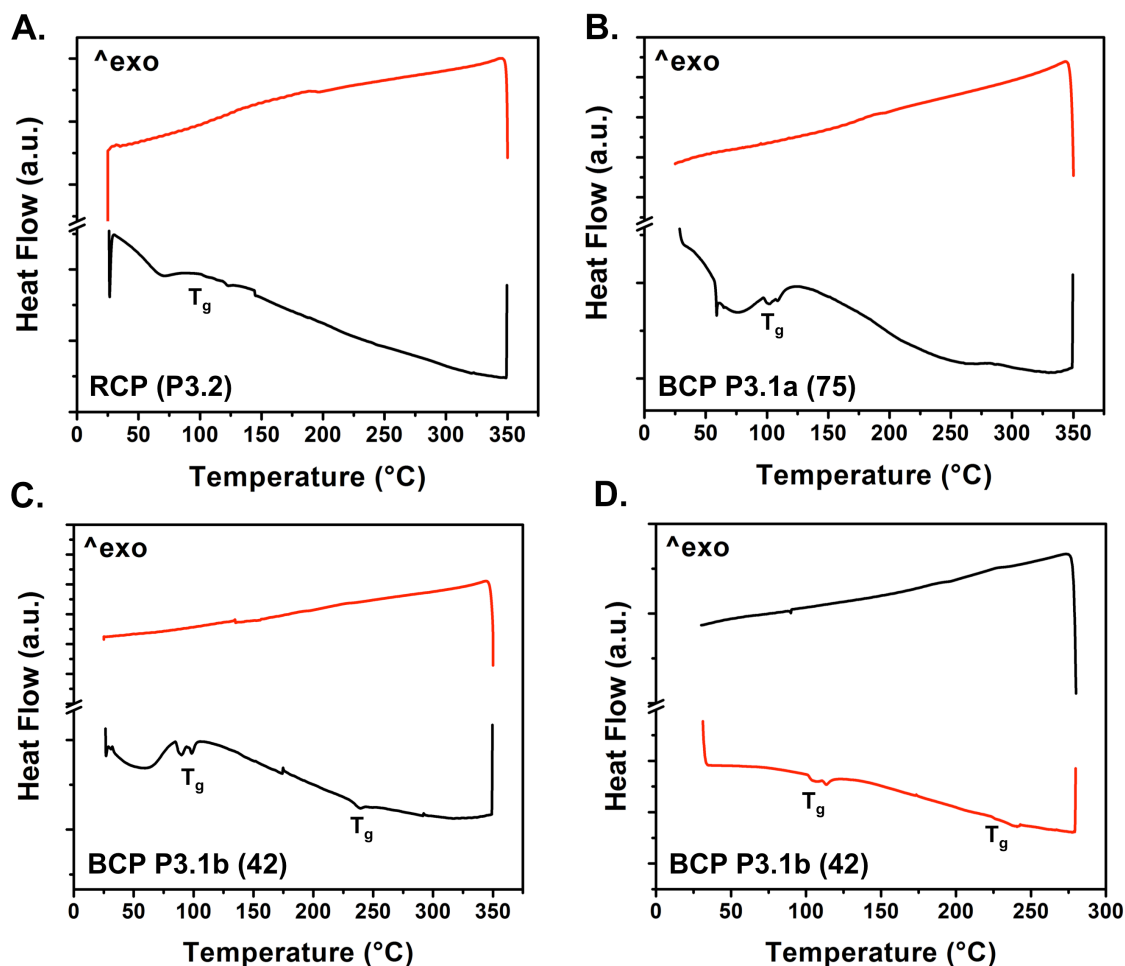 A.
^exo
Heat Flow (a.u.)
Tg
RCP (P3.2)
0 50 100 150 200 250 300 350
Temperature (°C)
B.
^exo
Heat Flow (a.u.)
Tg
BCP P3.1a (75)
0 50 100 150 200 250 300 350
Temperature (°C)
C.
^exo
Heat Flow (a.u.)
Tg
Tg
BCP P3.1b (42)
0 50 100 150 200 250 300 350
Temperature (°C)
D.
^exo
Heat Flow (a.u.)
Tg
Tg
BCP P3.1b (42)
0 50 100 150 200 250 300
Temperature (°C)